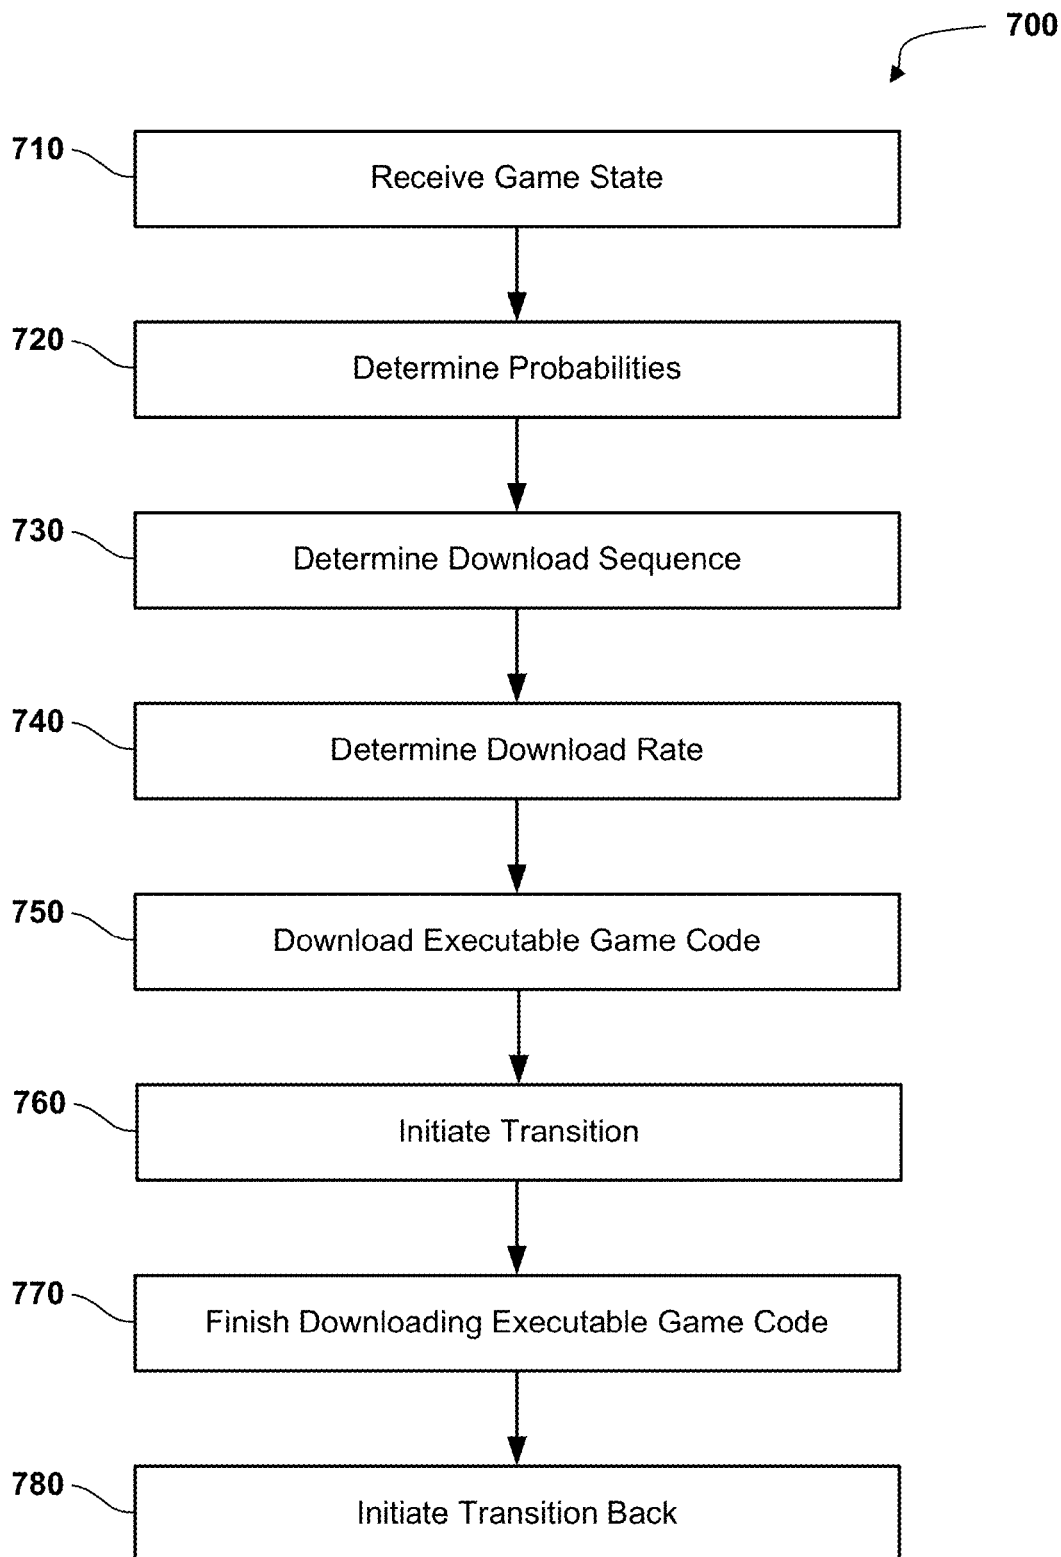 700
710
Receive Game State
720
Determine Probabilities
730
Determine Download Sequence
740
Determine Download Rate
750
Download Executable Game Code
760
Initiate Transition
770
Finish Downloading Executable Game Code
780
Initiate Transition Back